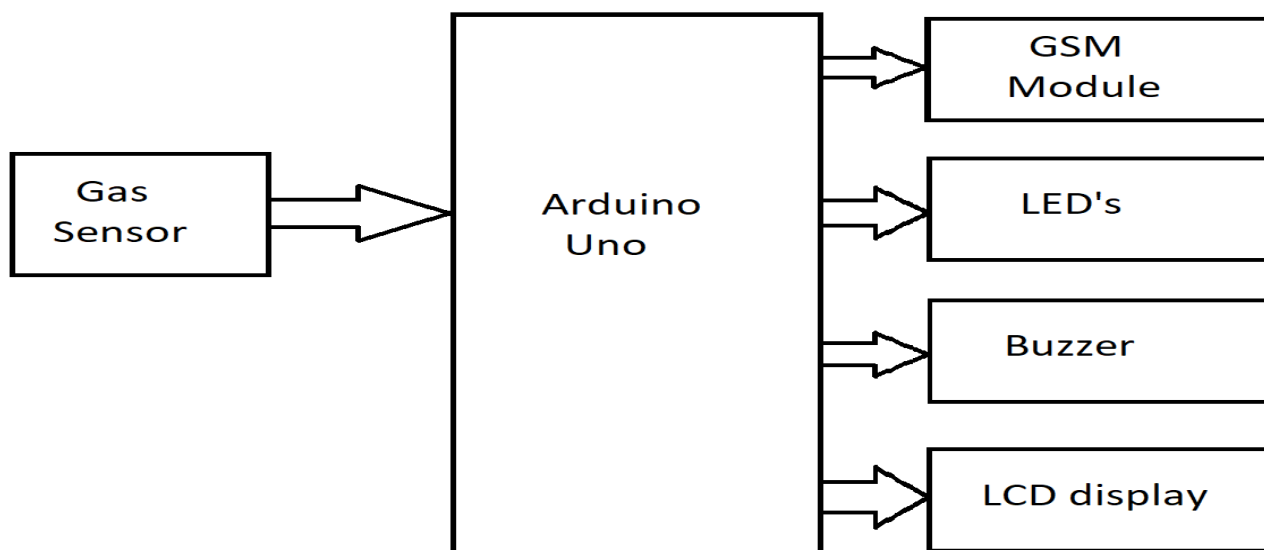 Gas
Sensor
Arduino
Uno
GSM
Module
LED's
Buzzer
LCD display